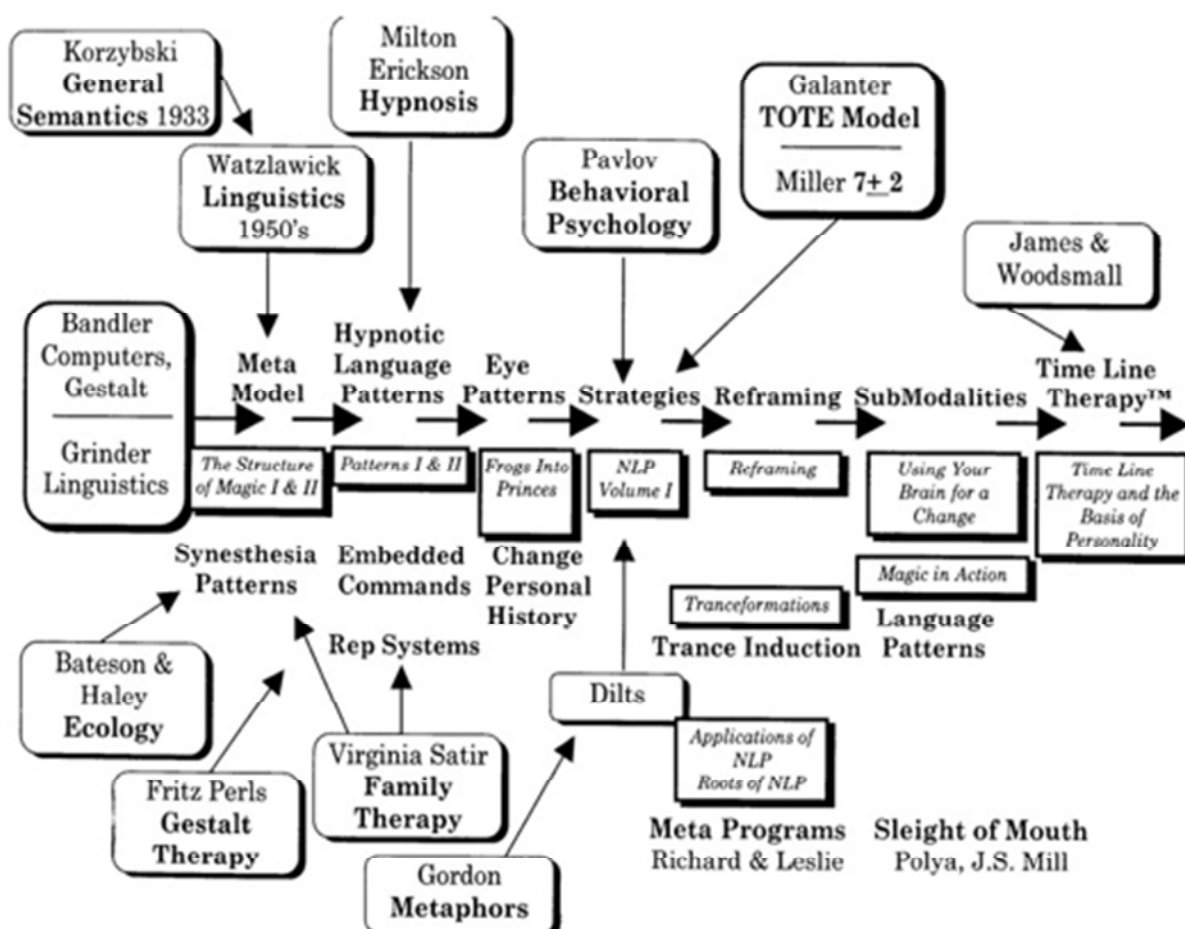 Korzybski
General
Semantics 1933
Milton
Erickson
Hypnosis
Watzlawick
Linguistics
1950's
Pavlov
Behavioral
Psychology
Galanter
TOTE Model
Miller 7± 2
James &
Woodsmall
Bandler
Computers,
Gestalt
Grinder
Linguistics
Meta
Model
Hypnotic
Language
Patterns
Eye
Patterns
Strategies
Reframing
SubModalities
Time Line
Therapy™
The Structure
of Magic I & II
Patterns I & II
Frogs Into
Princes
NLP
Volume I
Reframing
Using Your
Brain for a
Change
Time Line
Therapy and the
Basis of
Personality
Synesthesia
Patterns
Embedded
Commands
Change
Personal
History
Magic in Action
Tranceformations
Trance Induction
Language
Patterns
Rep Systems
Bateson &
Haley
Ecology
Dilts
Fritz Perls
Gestalt
Therapy
Virginia Satir
Family
Therapy
Applications of
NLP
Roots of NLP
Gordon
Metaphors
Meta Programs
Richard & Leslie
Sleight of Mouth
Polya, J.S. Mill